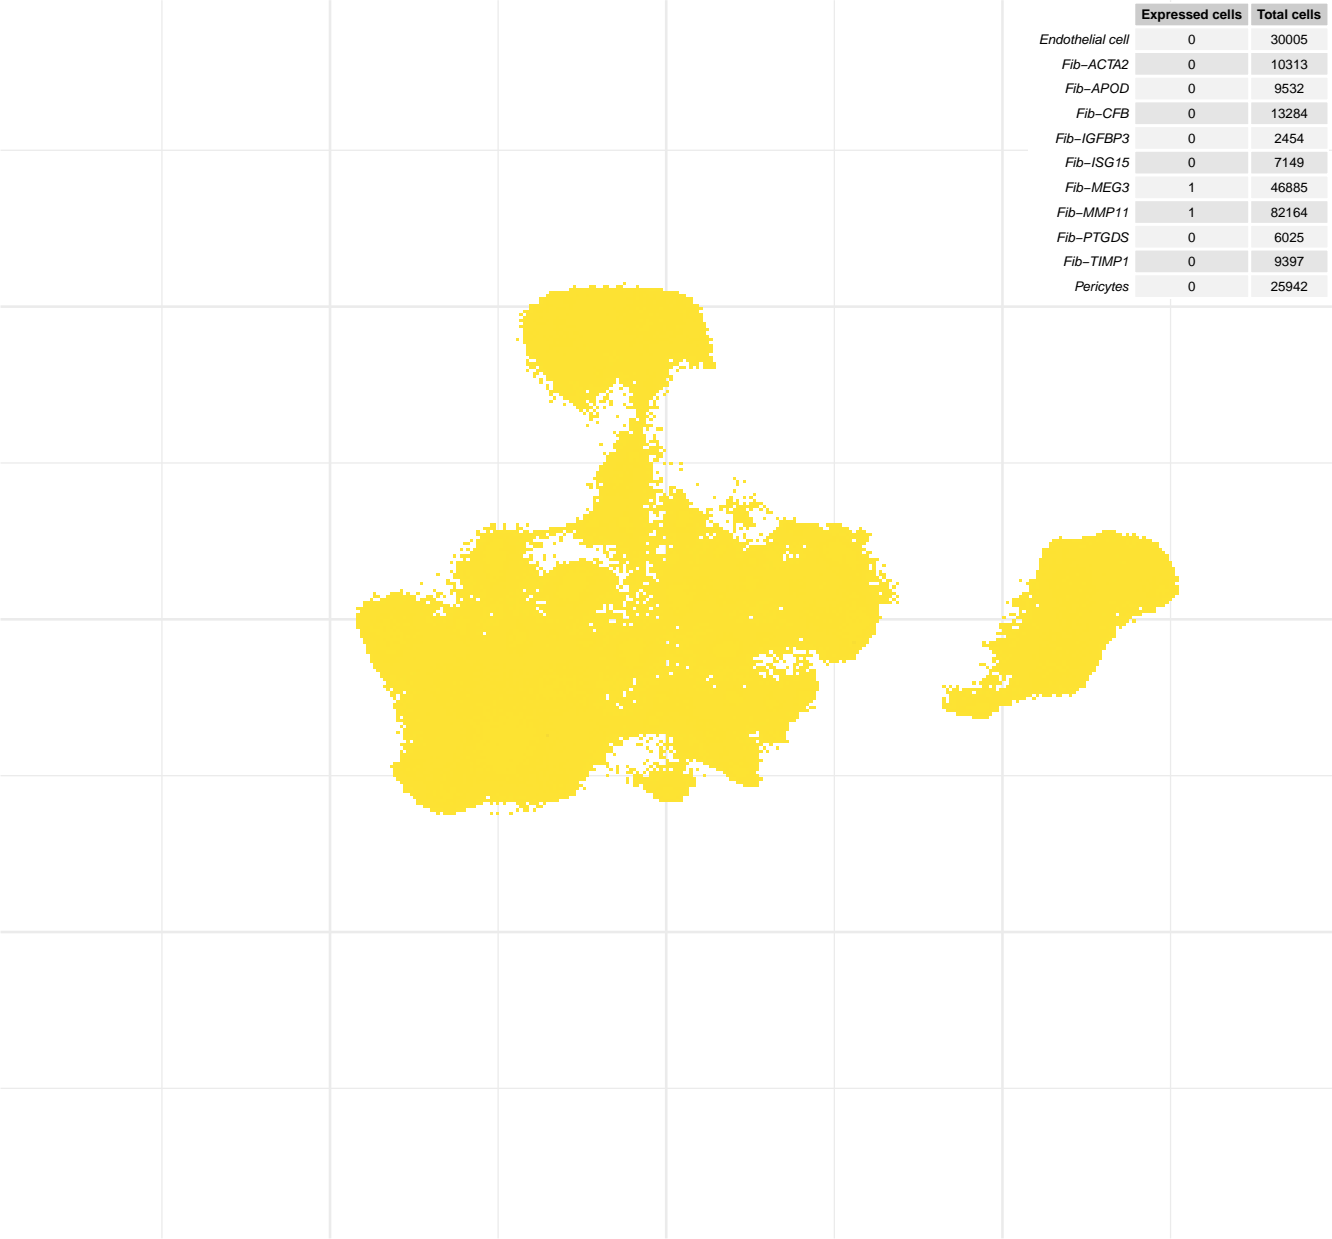 Expressed cells Total cells
Endothelial cell 0 30005
Fib−ACTA2 0 10313
Fib−APOD 0 9532
Fib−CFB 0 13284
Fib−IGFBP3 0 2454
Fib−ISG15 0 7149
Fib−MEG3 1 46885
Fib−MMP11 1 82164
Fib−PTGDS 0 6025
Fib−TIMP1 0 9397
Pericytes 0 25942